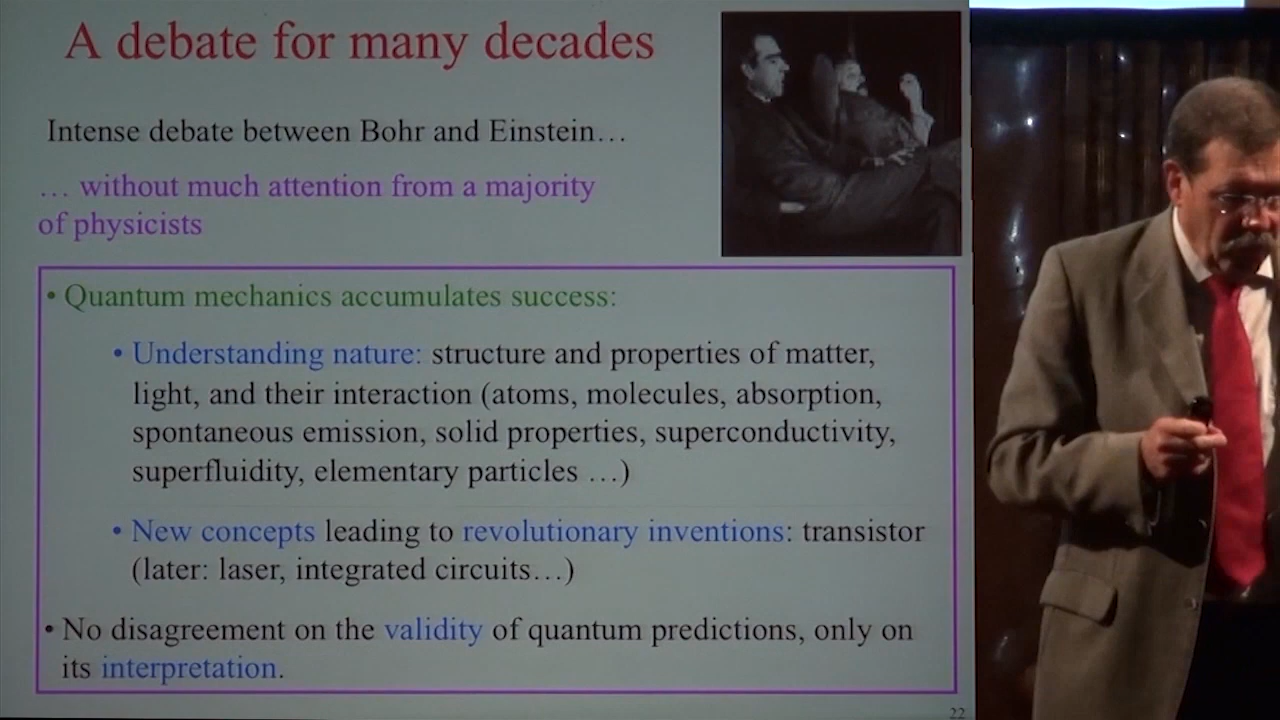 A debate for many decades
Intense debate between Bohr and Einstein…
… without much attention from a majority
of physicists
• Quantum mechanics accumulates success:
• Understanding nature: structure and properties of matter,
light, and their interaction (atoms, molecules, absorption,
spontaneous emission, solid properties, superconductivity,
superfluidity, elementary particles …)
• New concepts leading to revolutionary inventions: transistor
(later: laser, integrated circuits…)
• No disagreement on the validity of quantum predictions, only on
its interpretation.
22